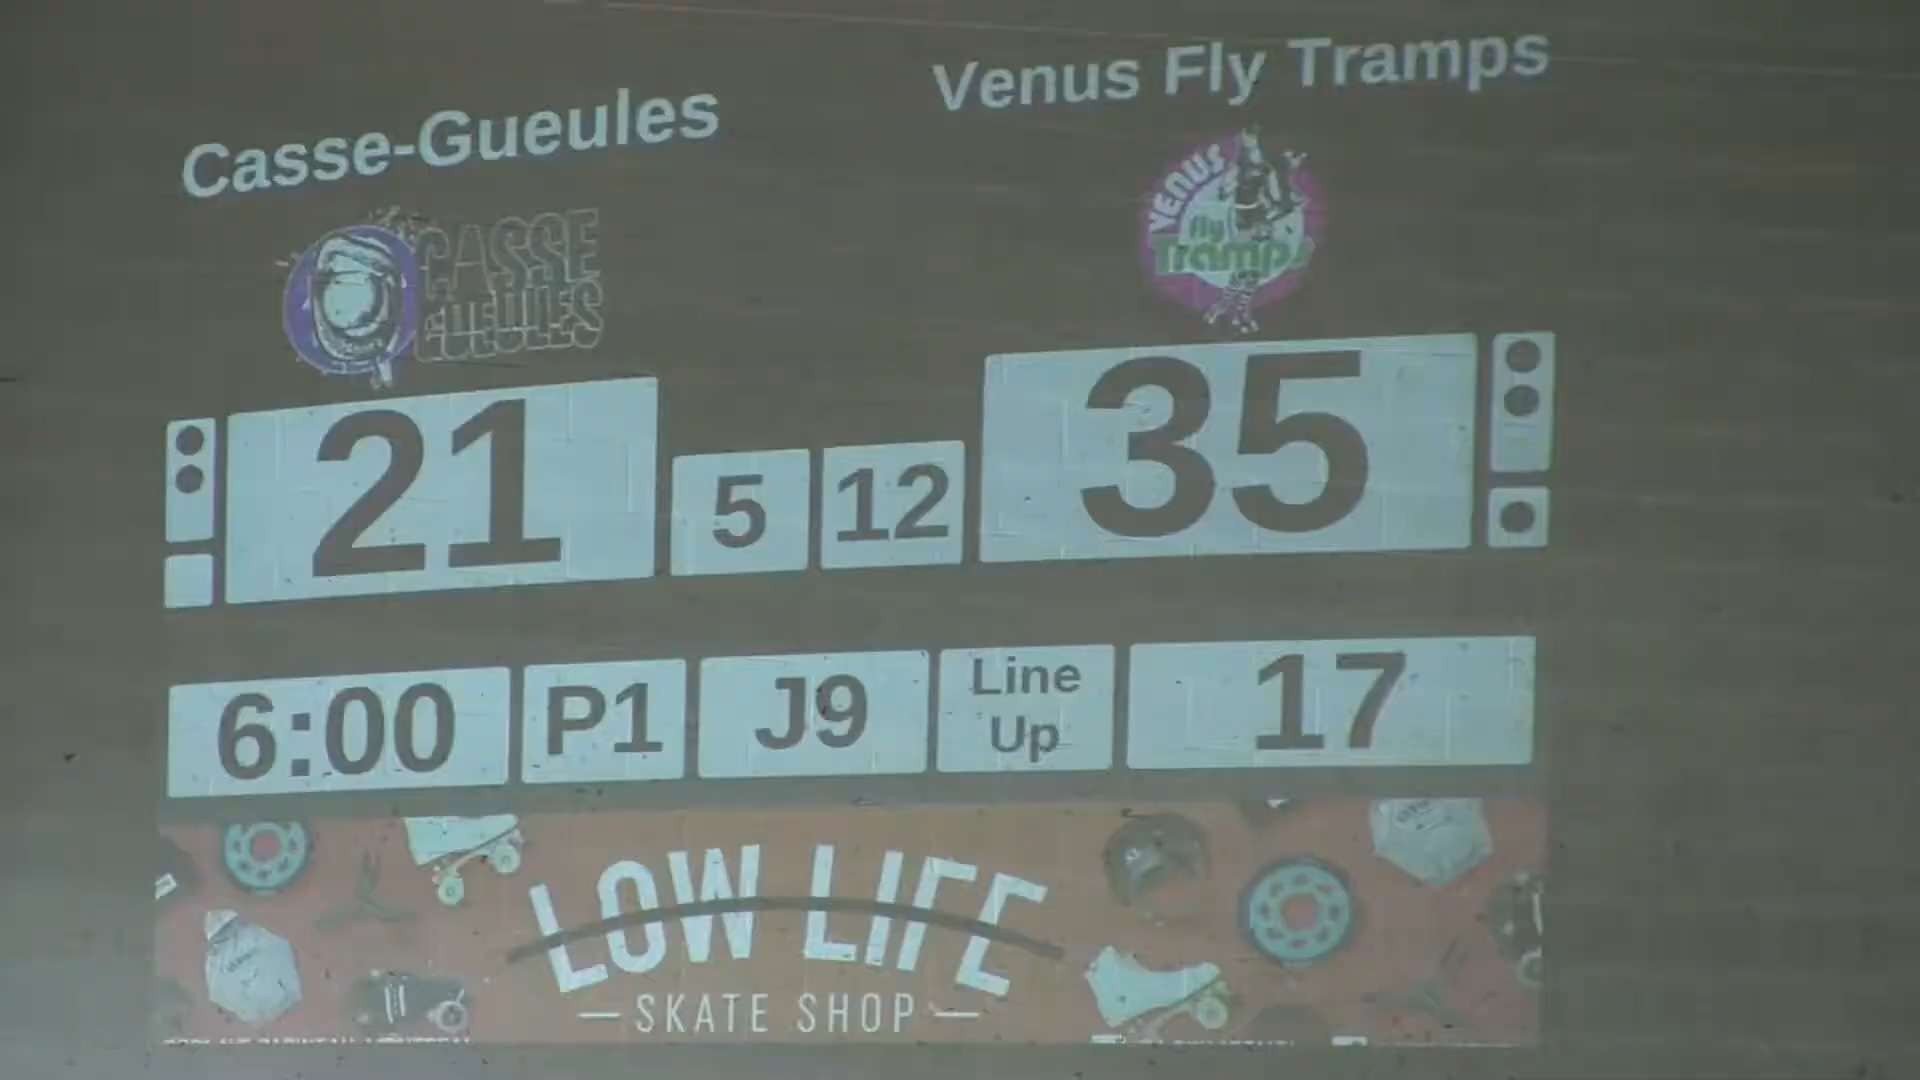 Casse-Gueules
Venus Fly Tramps
CASSE
GUEULES
VENUS
fly
Tramps
21
5
12
35
6:00
P1
J9
Line
Up
17
LOW LIFE
SKATE SHOP